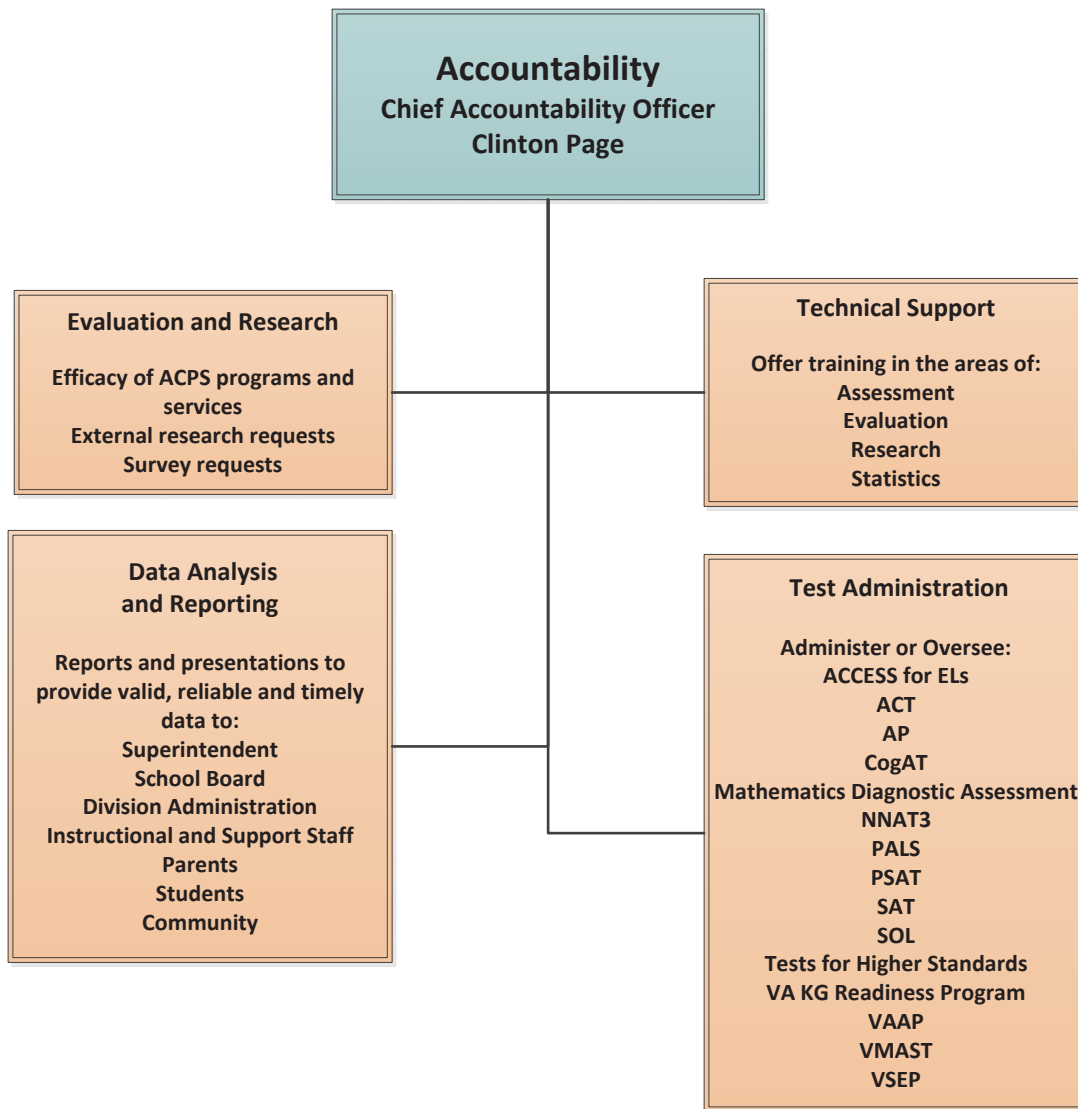 Accountability
Chief Accountability Officer
Clinton Page
Evaluation and Research
Efficacy of ACPS programs and
services
External research requests
Survey requests
Technical Support
Offer training in the areas of:
Assessment
Evaluation
Research
Statistics
Data Analysis
and Reporting
Reports and presentations to
provide valid, reliable and timely
data to:
Superintendent
School Board
Division Administration
Instructional and Support Staff
Parents
Students
Community
Test Administration
Administer or Oversee:
ACCESS for ELs
ACT
AP
CogAT
Mathematics Diagnostic Assessment
NNAT3
PALS
PSAT
SAT
SOL
Tests for Higher Standards
VA KG Readiness Program
VAAP
VMAST
VSEP